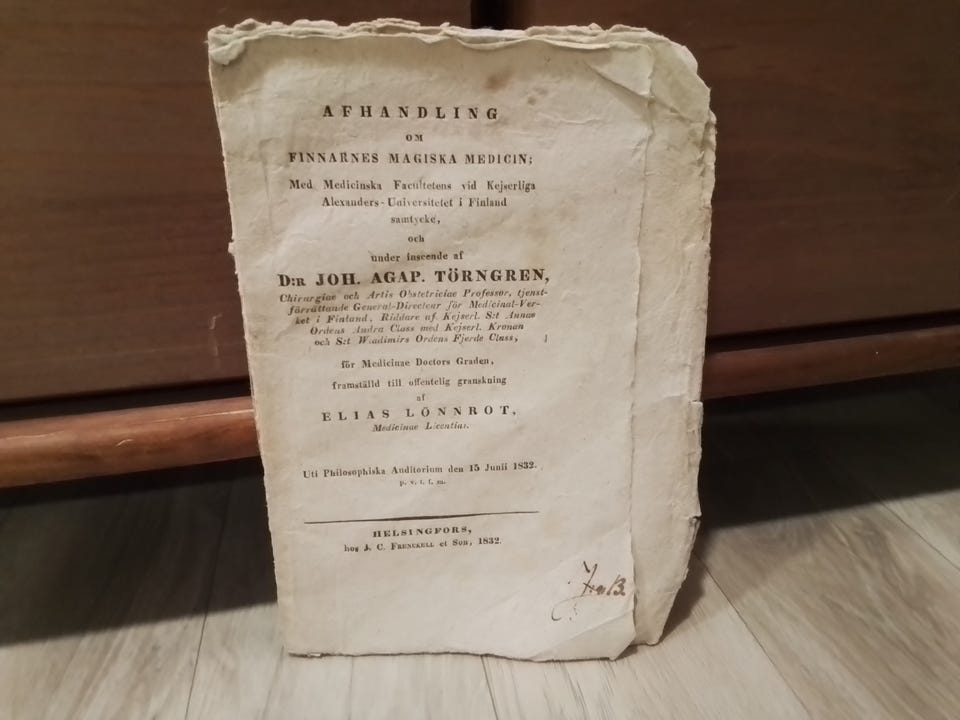 AFHANDLING
OM
FINNARNES MAGISKA MEDICIN;
Med Medicinska Facultetens vid Kejserliga
Alexanders-Universitetet i Finland
samtycke,
och
under inseende af
D:R JOH. AGAP. TÖRNGREN,
Chirurgiae och Artis Obstetriciae Professor, tjenst-
förrättande General-Directeur för Medicinal-Ver-
ket i Finland, Riddare af Kejserl. S:t Annae
Ordens Andra Class med Kejserl. Kronan
och S:t Wladimirs Ordens Fjerde Class,
för Medicinae Doctors Graden,
framställd till offentelig granskning
af
ELIAS LÖNNROT,
Medicinae Licentiat.
Uti Philosophiska Auditorium den 15 Junii 1832.
p. v. t. f. m.
HELSINGFORS,
hos J. C. FRENCKELL et Son, 1832.